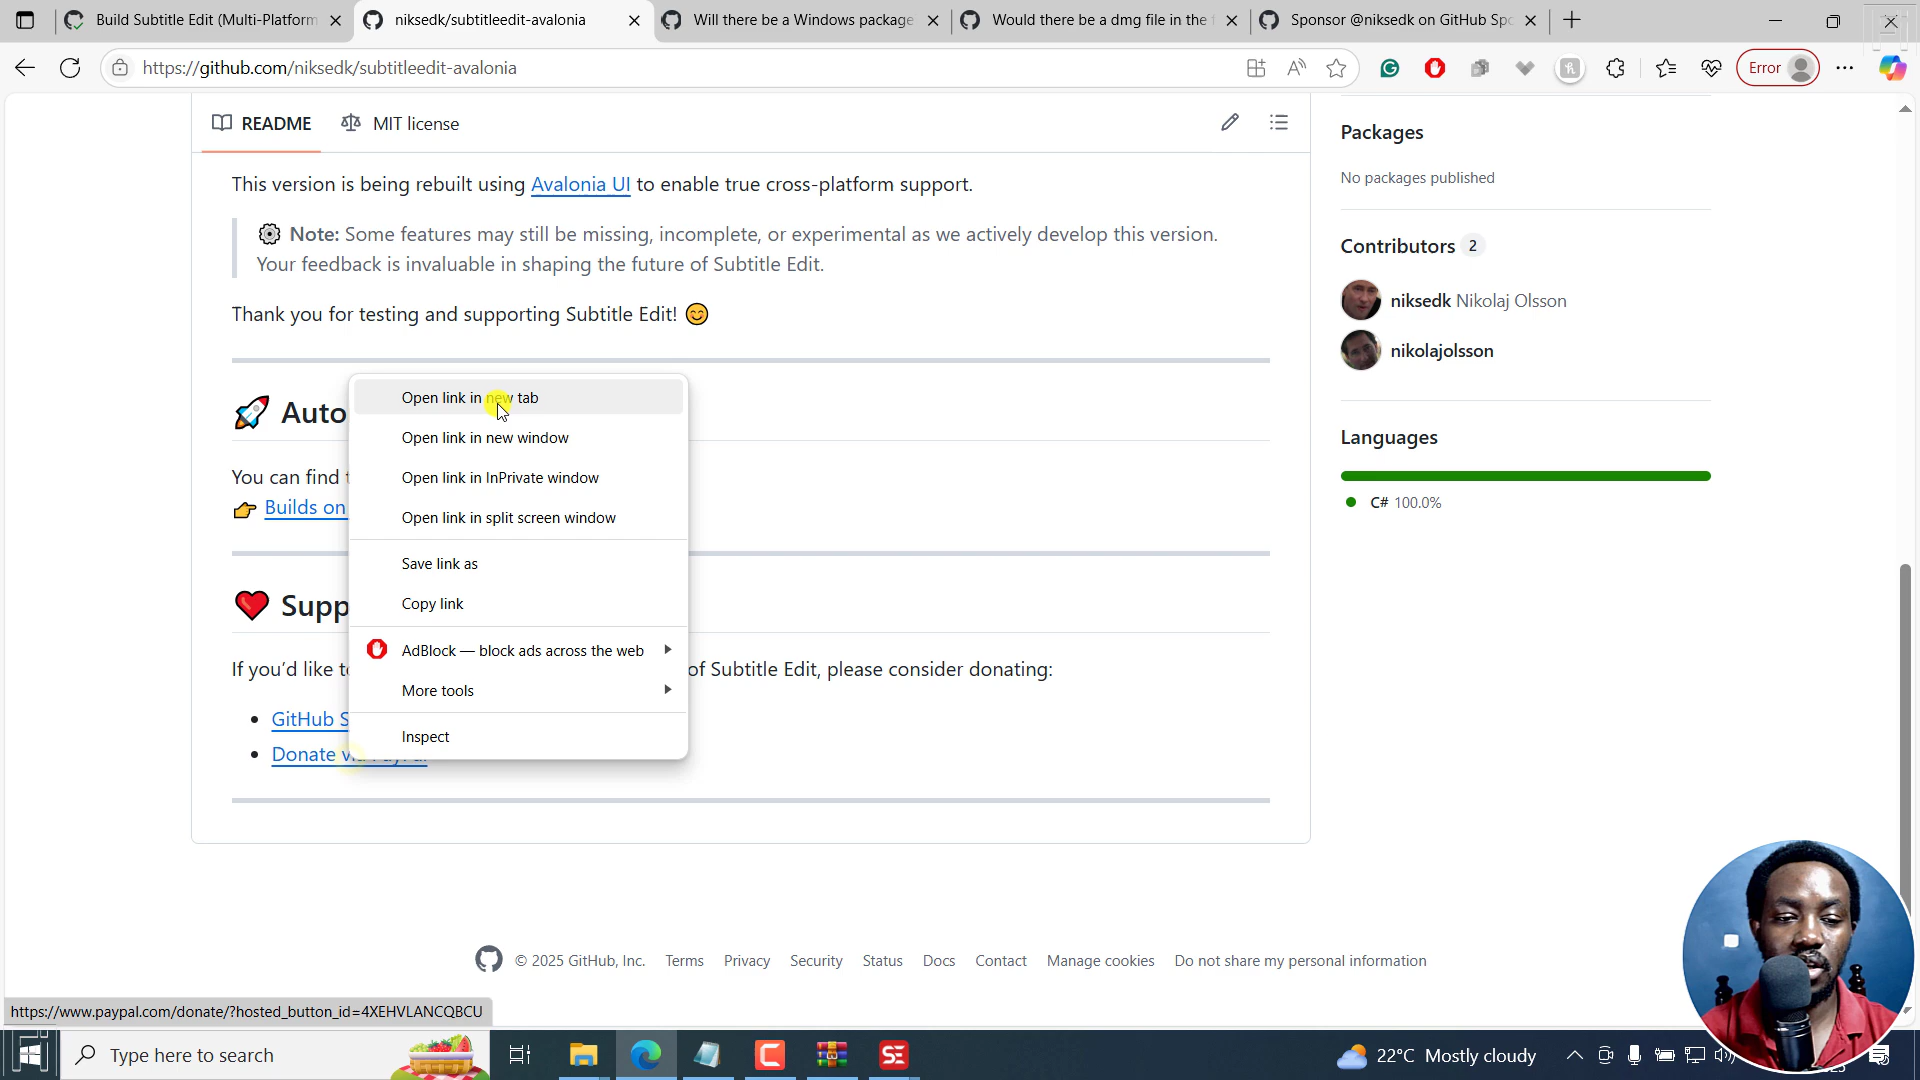 Build Subtitle Edit (Multi-Platform
niksedk/subtitleedit-avalonia
Will there be a Windows package
Would there be a dmg file in the
Sponsor @niksedk on GitHub Spo
https://github.com/niksedk/subtitleedit-avalonia
Error
README
MIT license
This version is being rebuilt using Avalonia UI to enable true cross-platform support.
Note: Some features may still be missing, incomplete, or experimental as we actively develop this version.
Your feedback is invaluable in shaping the future of Subtitle Edit.
Thank you for testing and supporting Subtitle Edit! 😊
🚀 Auto
You can find
👉 Builds on
❤️ Supp
If you'd like of Subtitle Edit, please consider donating:
GitHub S
Donate via PayPal
Open link in new tab
Open link in new window
Open link in InPrivate window
Open link in split screen window
Save link as
Copy link
AdBlock — block ads across the web
More tools
Inspect
Packages
No packages published
Contributors 2
niksedk Nikolaj Olsson
nikolajolsson
Languages
C# 100.0%
© 2025 GitHub, Inc. Terms Privacy Security Status Docs Contact Manage cookies Do not share my personal information
https://www.paypal.com/donate/?hosted_button_id=4XEHVLANCQBCU
Type here to search
SE
22°C Mostly cloudy